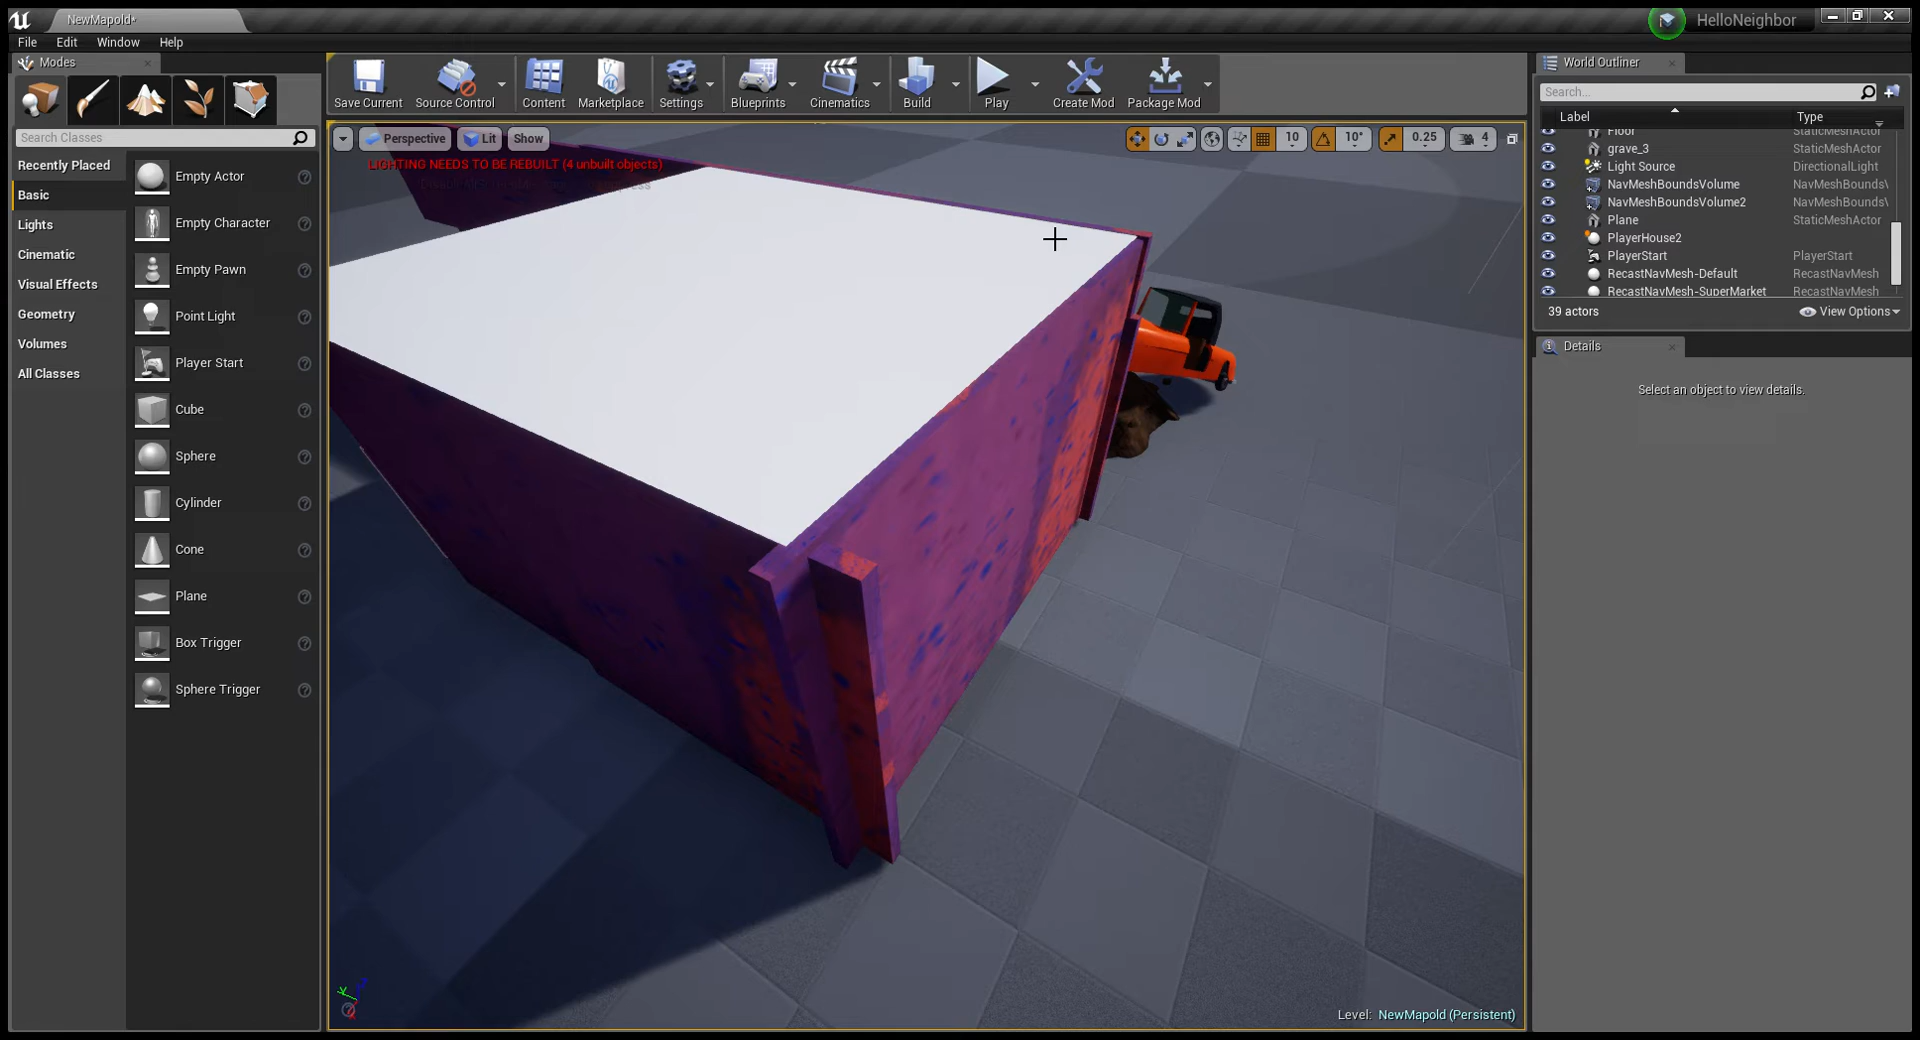 NewMapold*
HelloNeighbor
File Edit Window Help
Modes
Search Classes
Recently Placed
Basic
Lights
Cinematic
Visual Effects
Geometry
Volumes
All Classes
Empty Actor
Empty Character
Empty Pawn
Point Light
Player Start
Cube
Sphere
Cylinder
Cone
Plane
Box Trigger
Sphere Trigger
Save Current Source Control Content Marketplace Settings Blueprints Cinematics Build Play Create Mod Package Mod
Perspective Lit Show
10 10° 0.25 4
LIGHTING NEEDS TO BE REBUILT (4 unbuilt objects)
Level: NewMapold (Persistent)
World Outliner
Search...
Label Type
Floor StaticMeshActor
grave_3 StaticMeshActor
Light Source DirectionalLight
NavMeshBoundsVolume NavMeshBounds\
NavMeshBoundsVolume2 NavMeshBounds\
Plane StaticMeshActor
PlayerHouse2
PlayerStart PlayerStart
RecastNavMesh-Default RecastNavMesh
RecastNavMesh-SuperMarket RecastNavMesh
39 actors View Options
Details
Select an object to view details.